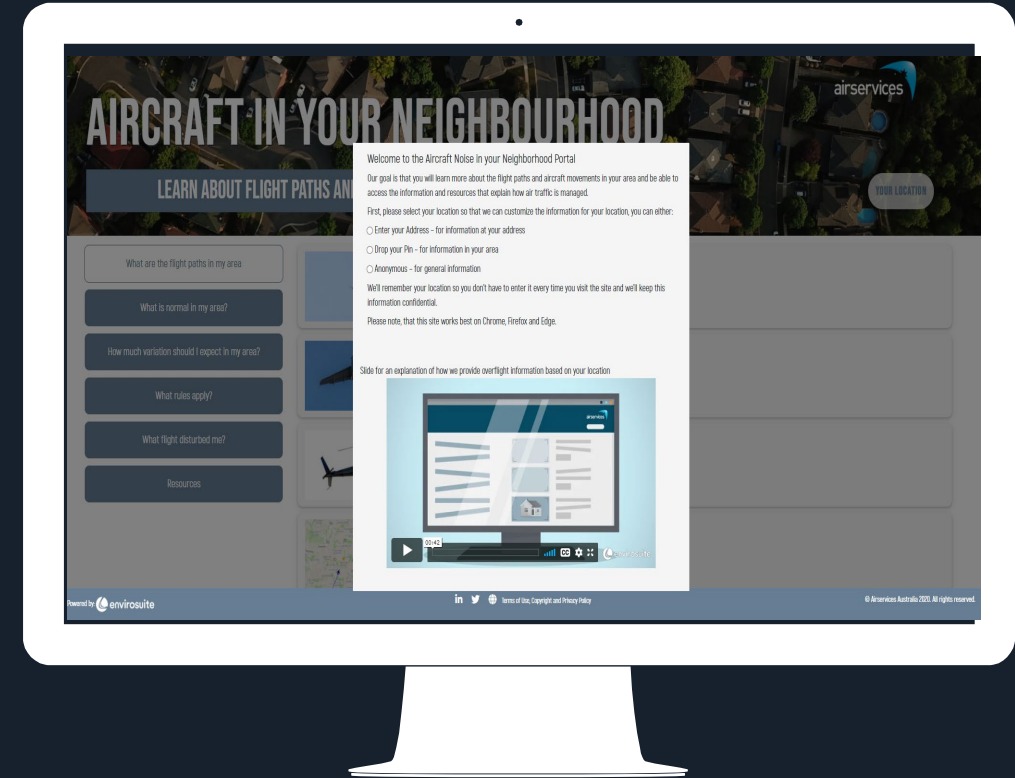 airservices
AIRCRAFT IN YOUR NEIGHBOURHOOD
LEARN ABOUT FLIGHT PATHS AN
YOUR LOCATION
What are the flight paths in my area
What is normal in my area?
How much variation should I expect in my area?
What rules apply?
What flight disturbed me?
Resources
Welcome to the Aircraft Noise in your Neighborhood Portal
Our goal is that you will learn more about the flight paths and aircraft movements in your area and be able to
access the information and resources that explain how air traffic is managed.
First, please select your location so that we can customize the information for your location, you can either:
Enter your Address – for information at your address
Drop your Pin – for information in your area
Anonymous – for general information
We'll remember your location so you don't have to enter it every time you visit the site and we'll keep this
information confidential.
Please note, that this site works best on Chrome, Firefox and Edge.
Slide for an explanation of how we provide overflight information based on your location
airservices
00:42
CC
envirosuite
Powered by: envirosuite
in
Terms of Use, Copyright and Privacy Policy
© Airservices Australia 2020. All rights reserved.